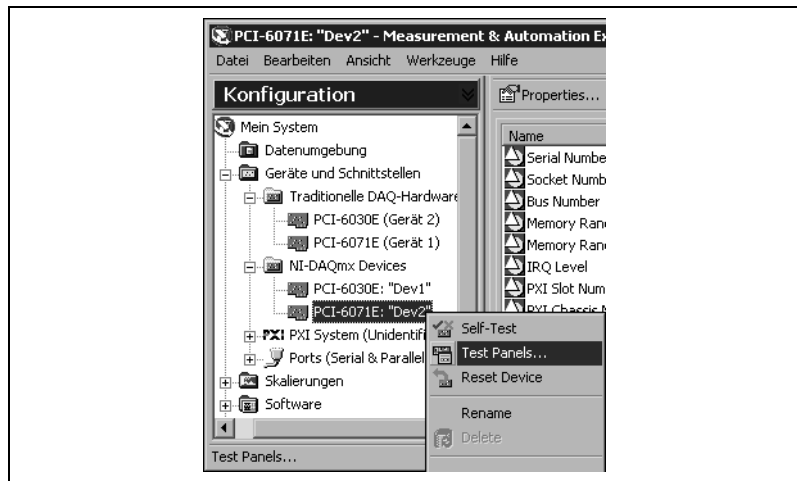 PCI-6071E: "Dev2" - Measurement & Automation Ex
Datei Bearbeiten Ansicht Werkzeuge Hilfe
Konfiguration
Mein System
Datenumgebung
Geräte und Schnittstellen
Traditionelle DAQ-Hardware
PCI-6030E (Gerät 2)
PCI-6071E (Gerät 1)
NI-DAQmx Devices
PCI-6030E: "Dev1"
PCI-6071E: "Dev2"
PXI PXI System (Unidentifi
Ports (Serial & Parallel
Skalierungen
Software
Test Panels...
Properties...
Name
Serial Numbe
Socket Numb
Bus Number
Memory Ran
Memory Ran
IRQ Level
PXI Slot Num
PXI Chassis N
Self-Test
Test Panels...
Reset Device
Rename
Delete